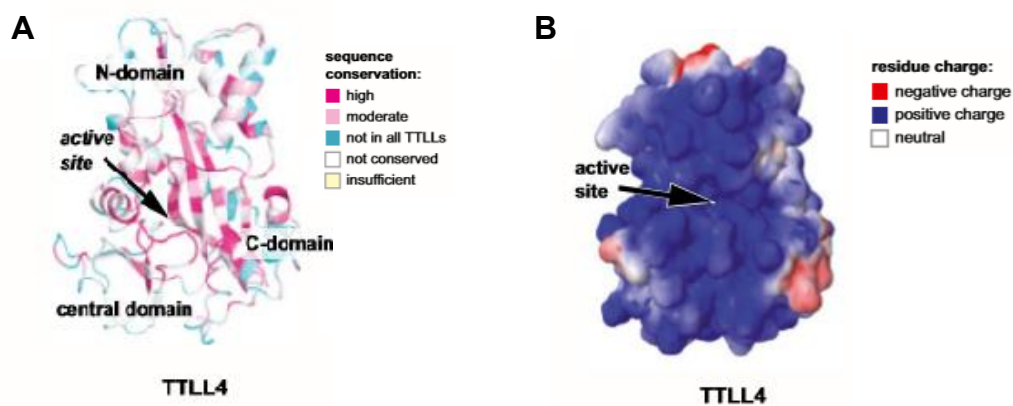 A
N-domain
active
site
C-domain
central domain
TTLL4
sequence
conservation:
high
moderate
not in all TTLLs
not conserved
insufficient
B
active
site
TTLL4
residue charge:
negative charge
positive charge
neutral